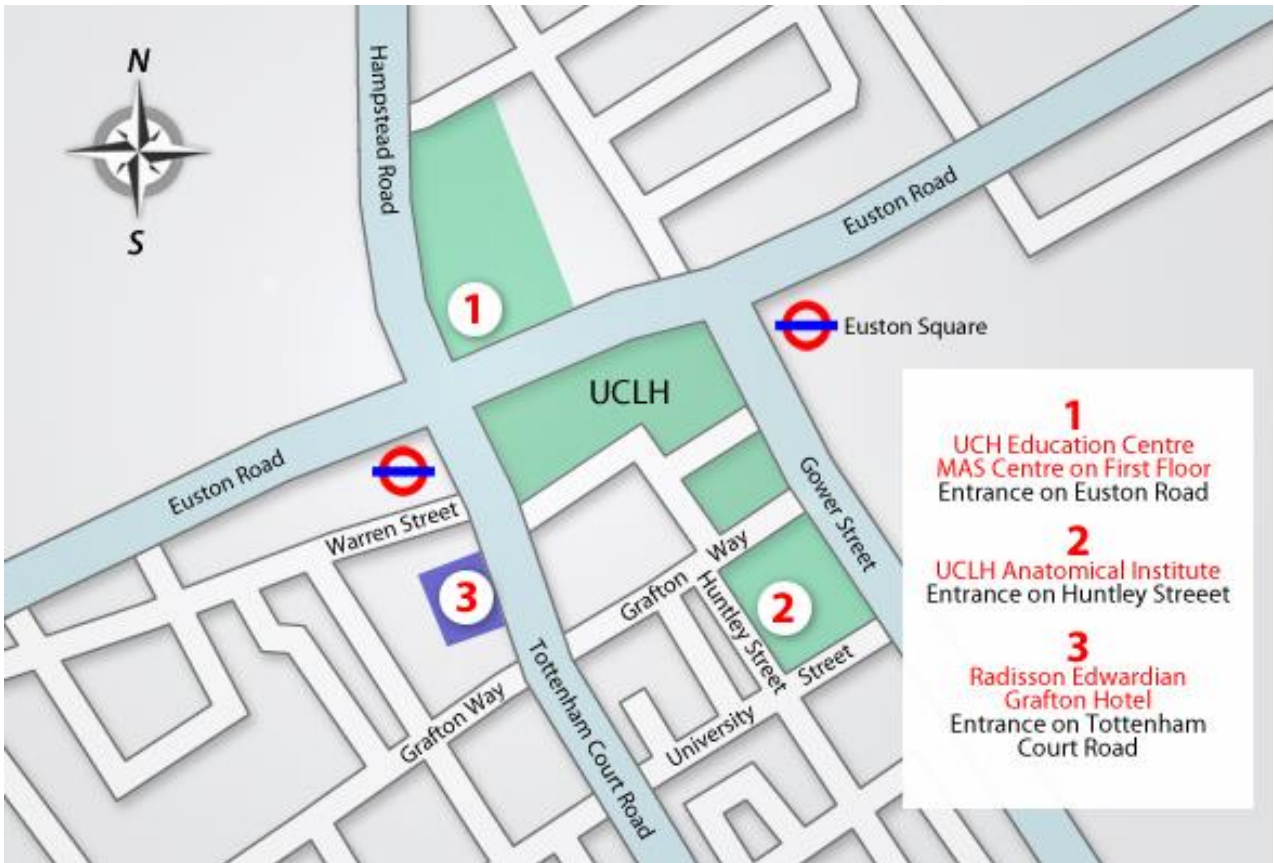 N
S
Hampstead Road
Euston Road
1
Euston Square
UCLH
Euston Road
Warren Street
Gower Street
3
Grafton Way
2
Huntley Street
Grafton Way
Tottenham Court Road
University Street
1
UCH Education Centre
MAS Centre on First Floor
Entrance on Euston Road
2
UCLH Anatomical Institute
Entrance on Huntley Streeet
3
Radisson Edwardian
Grafton Hotel
Entrance on Tottenham
Court Road